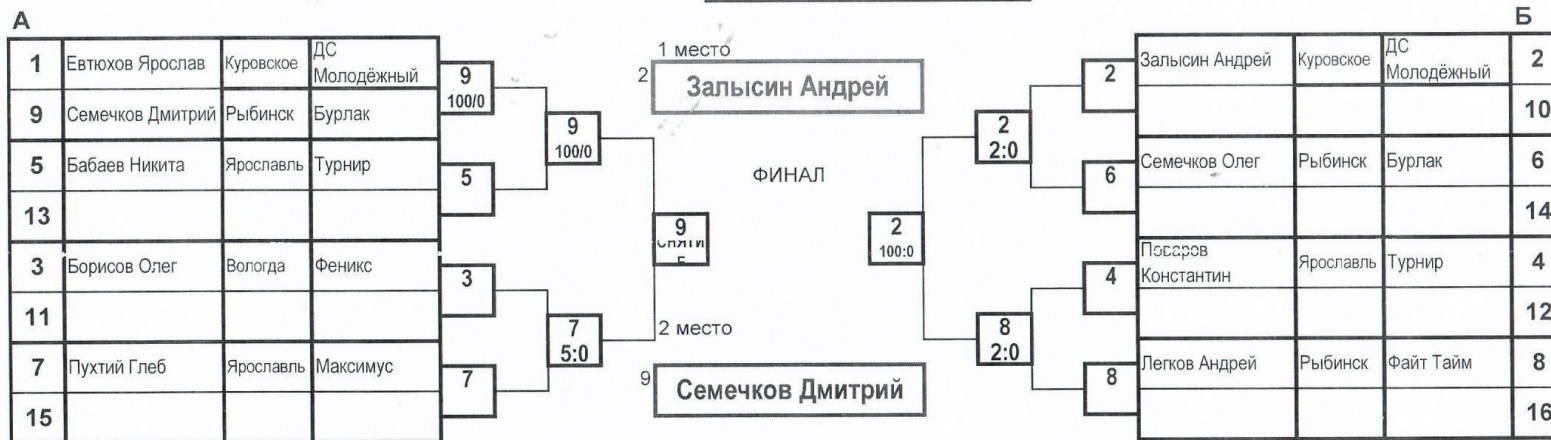 А
Б
1 Евтюхов Ярослав Куровское ДС Молодёжный
9 Семечков Дмитрий Рыбинск Бурлак
5 Бабаев Никита Ярославль Турнир
13
3 Борисов Олег Вологда Феникс
11
7 Пухтий Глеб Ярославль Максимус
15
9
100/0
5
3
7
9
100/0
7
5:0
9
1 место
2 Залысин Андрей
ФИНАЛ
2 место
9 Семечков Дмитрий
2
100:0
2
2:0
8
2:0
2
6
4
8
Залысин Андрей Куровское ДС Молодёжный 2
10
Семечков Олег Рыбинск Бурлак 6
14
Константин Ярославль Турнир 4
12
Легков Андрей Рыбинск Файт Тайм 8
16